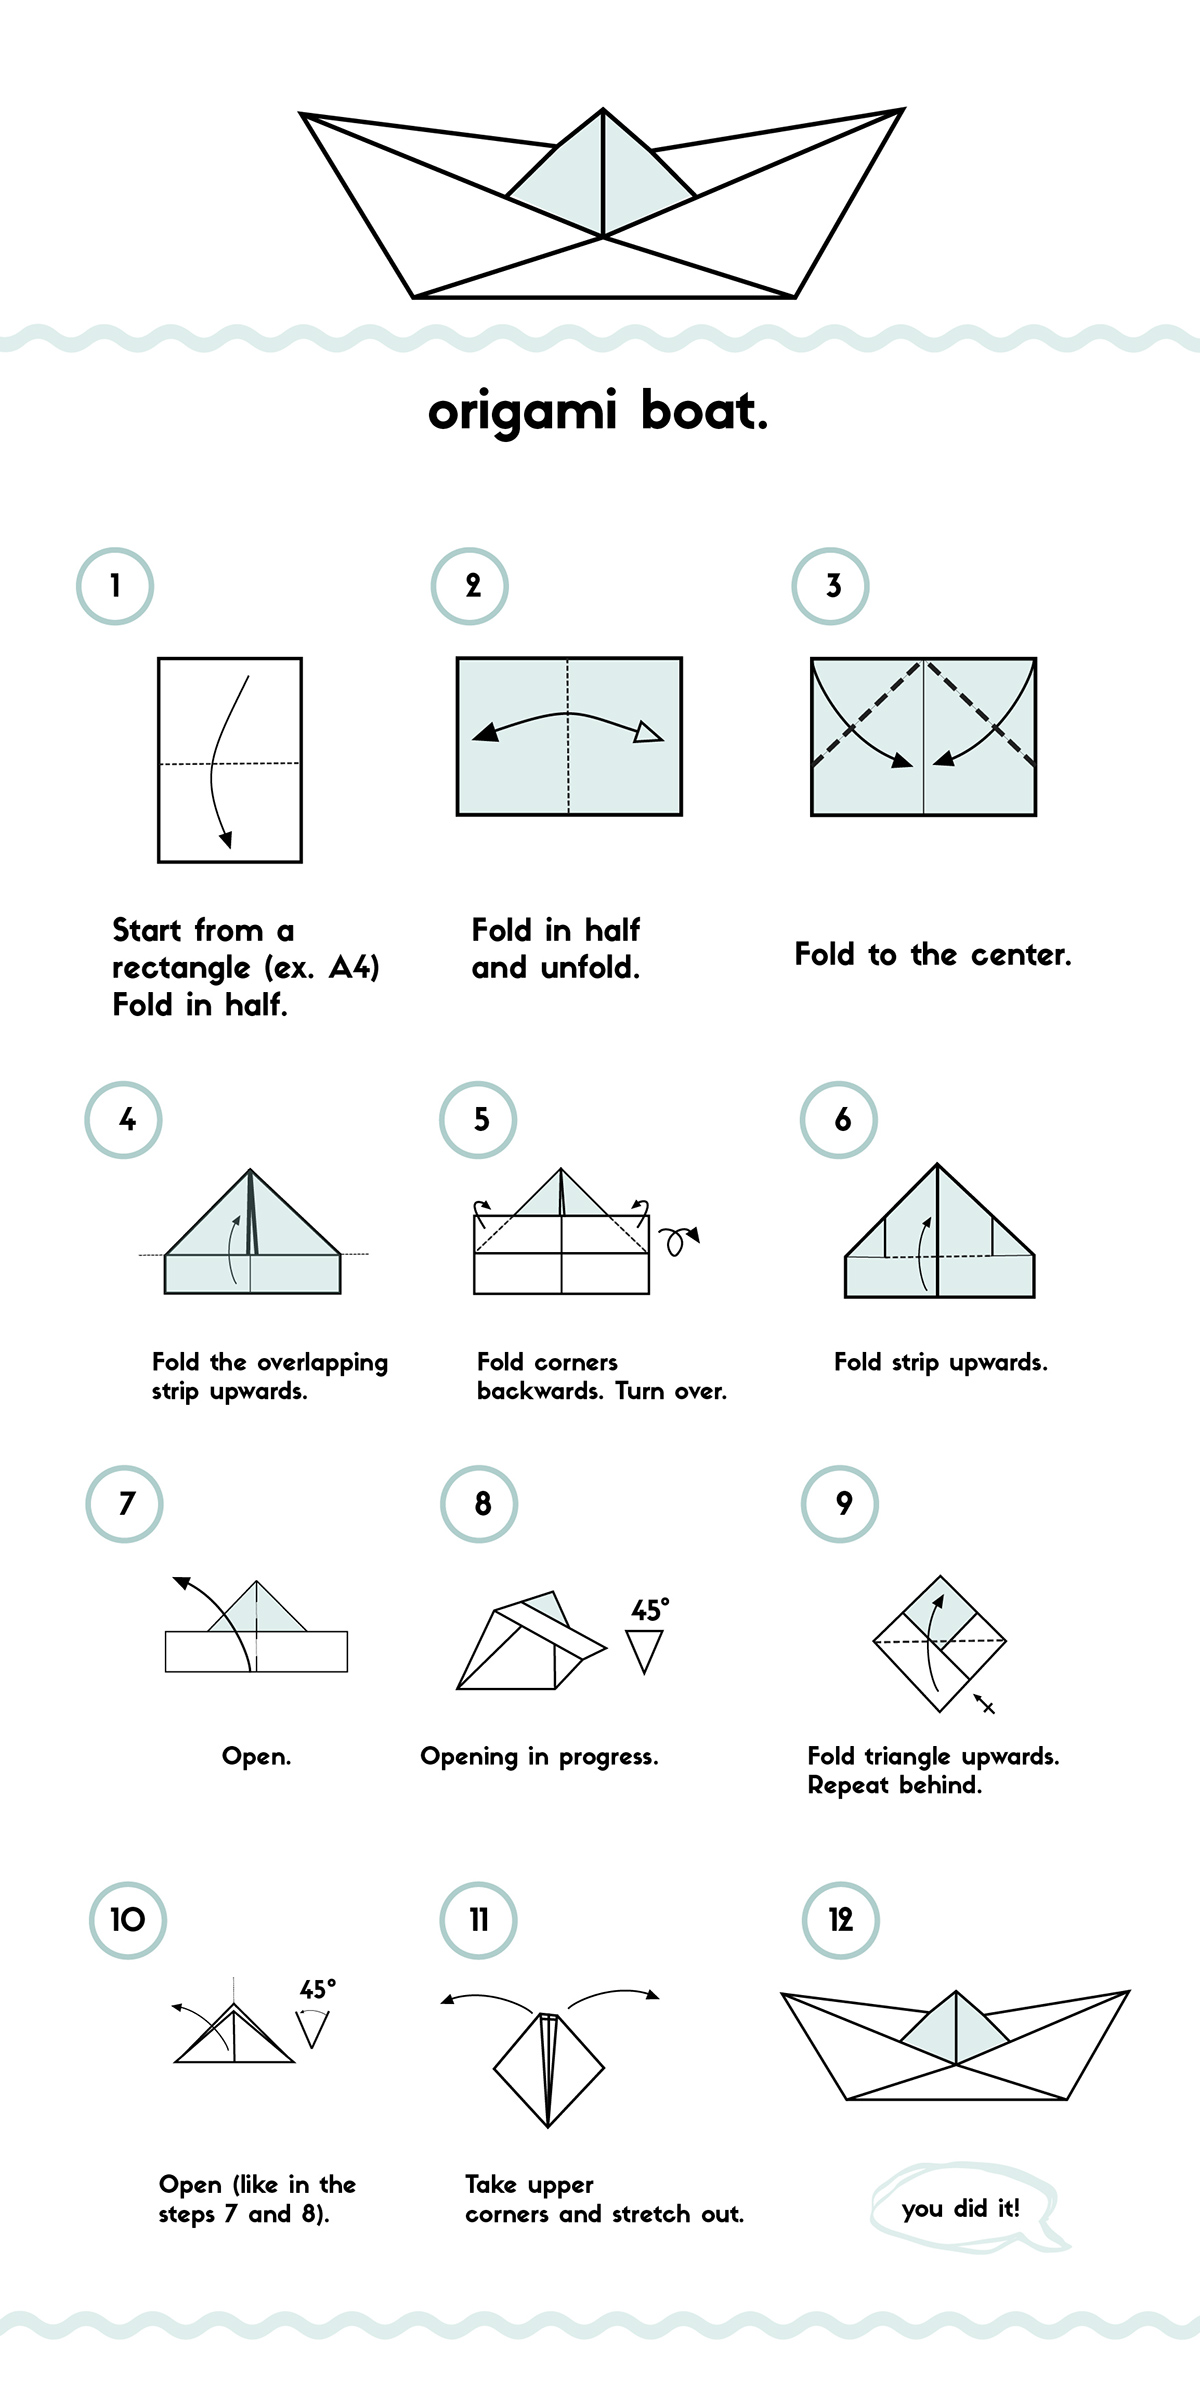 origami boat.
1
2
3
Start from a
rectangle (ex. A4)
Fold in half.
Fold in half
and unfold.
Fold to the center.
4
5
6
Fold the overlapping
strip upwards.
Fold corners
backwards. Turn over.
Fold strip upwards.
7
8
9
45°
Open.
Opening in progress.
Fold triangle upwards.
Repeat behind.
10
11
12
45°
Open (like in the
steps 7 and 8).
Take upper
corners and stretch out.
you did it!